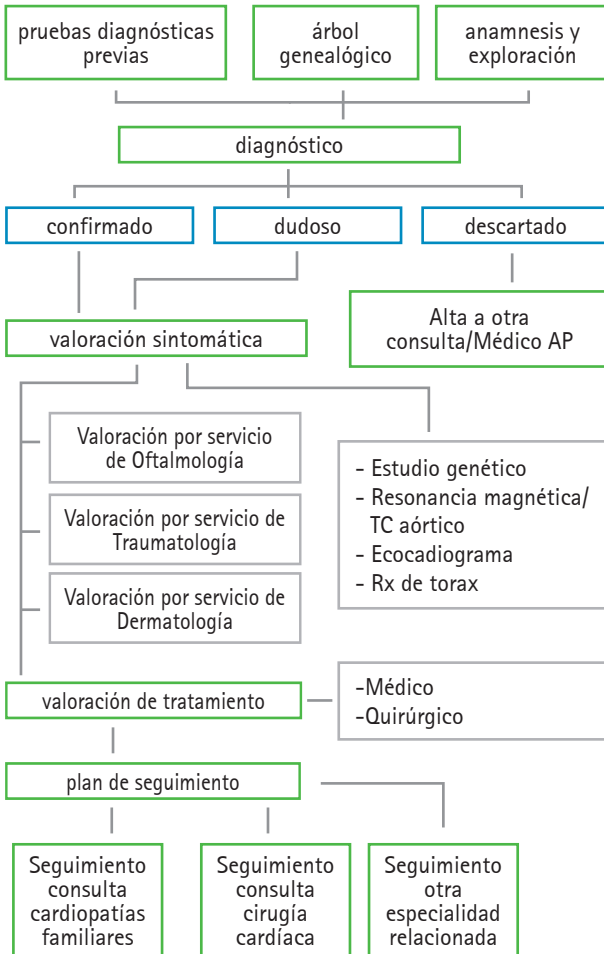 pruebas diagnósticas
previas
árbol
genealógico
anamnesis y
exploración
diagnóstico
confirmado
dudoso
descartado
valoración sintomática
Alta a otra
consulta/Médico AP
Valoración por servicio
de Oftalmología
Valoración por servicio de
Traumatología
Valoración por servicio de
Dermatología
- Estudio genético
- Resonancia magnética/
TC aórtico
- Ecocadiograma
- Rx de torax
valoración de tratamiento
-Médico
-Quirúrgico
plan de seguimiento
Seguimiento
consulta
cardiopatías
familiares
Seguimiento
consulta
cirugía
cardíaca
Seguimiento
otra
especialidad
relacionada